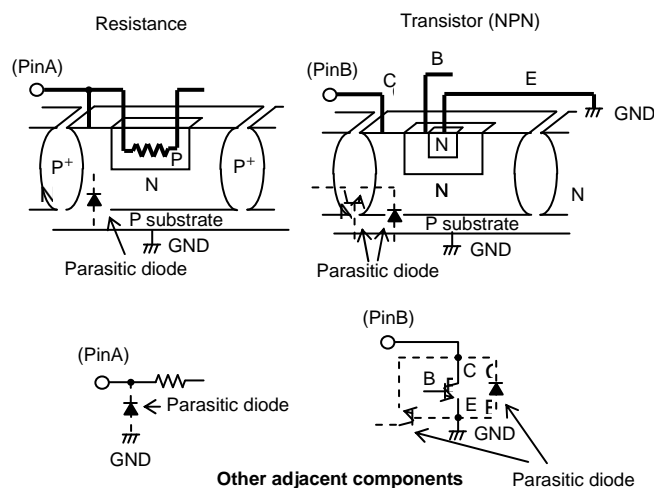 Resistance
Transistor (NPN)
(PinA)
(PinB)
C
B
E
GND
P+
P
P+
N
N
N
N
P substrate
P substrate
GND
GND
Parasitic diode
Parasitic diode
(PinB)
(PinA)
C
B
E
Parasitic diode
GND
GND
Other adjacent components
Parasitic diode